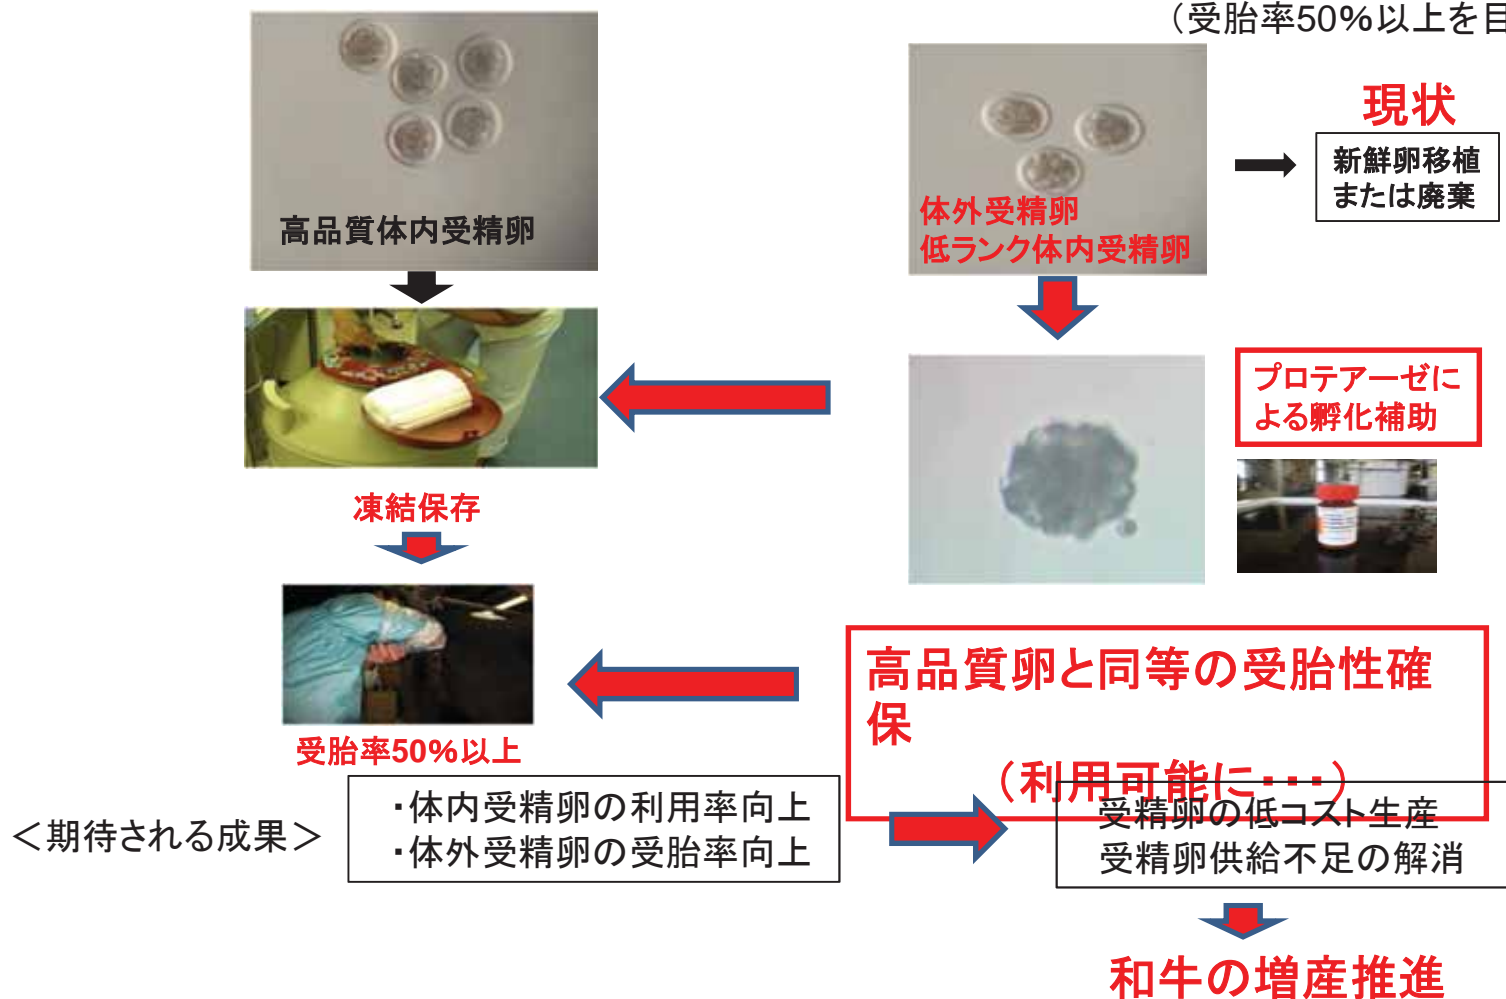 （受胎率50%以上を目
現状
新鮮卵移植
または廃棄
高品質体内受精卵
体外受精卵
低ランク体内受精卵
プロテアーゼに
よる孵化補助
凍結保存
高品質卵と同等の受胎性確
保
（利用可能に・・・）
受胎率50%以上
＜期待される成果＞
・体内受精卵の利用率向上
・体外受精卵の受胎率向上
受精卵の低コスト生産
受精卵供給不足の解消
和牛の増産推進